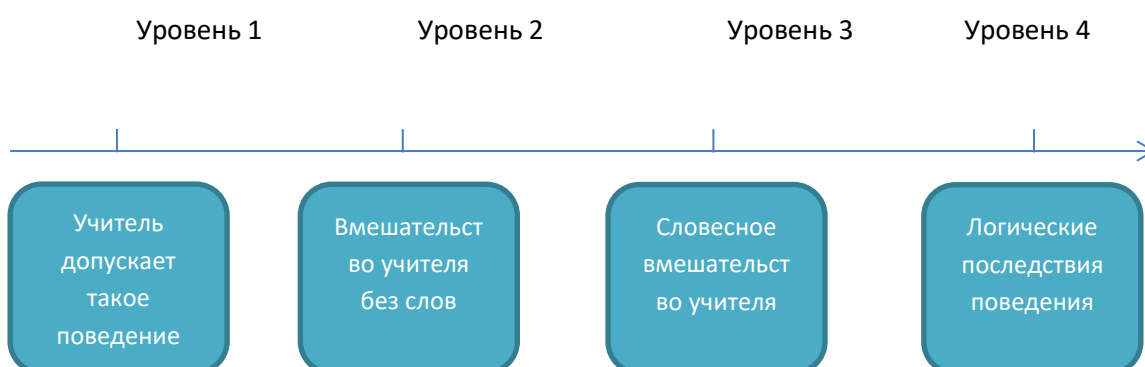 Уровень 1 Уровень 2 Уровень 3 Уровень 4
Учитель
допускает
такое
поведение
Вмешательст
во учителя
без слов
Словесное
вмешательст
во учителя
Логические
последствия
поведения